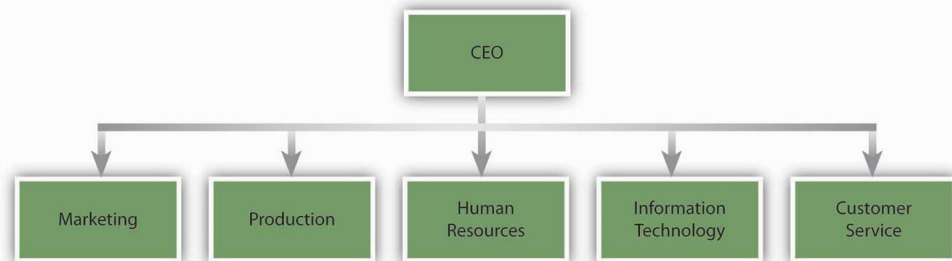 CEO
Marketing
Production
Human
Resources
Information
Technology
Customer
Service